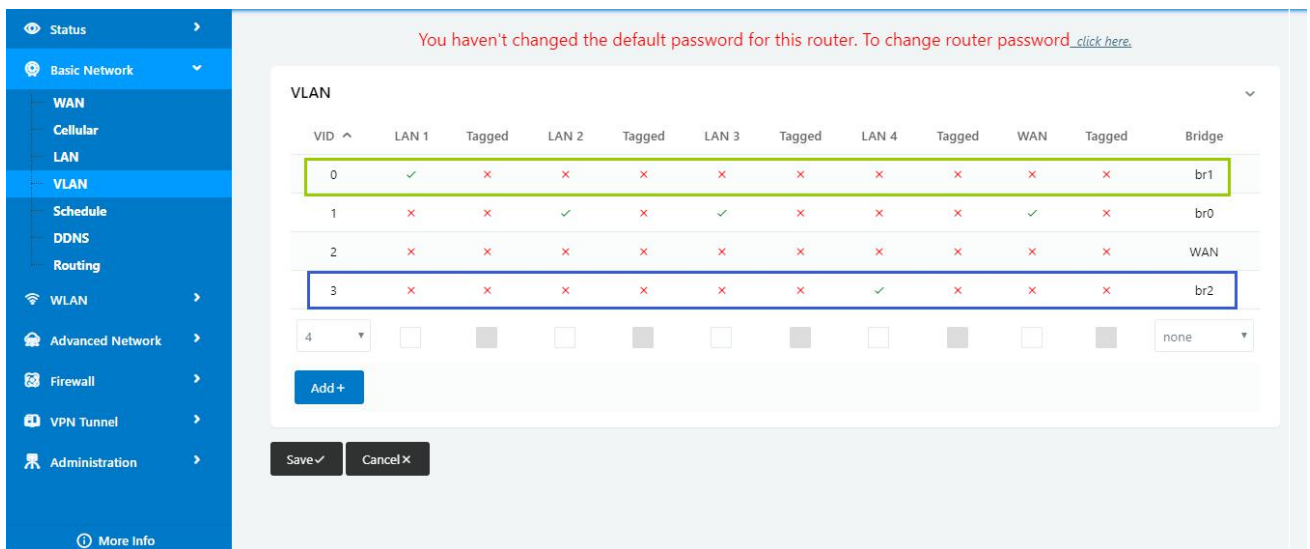 Status
Basic Network
WAN
Cellular
LAN
VLAN
Schedule
DDNS
Routing
WLAN
Advanced Network
Firewall
VPN Tunnel
Administration
More Info
You haven't changed the default password for this router. To change router password click here.
VLAN
VID LAN 1 Tagged LAN 2 Tagged LAN 3 Tagged LAN 4 Tagged WAN Tagged Bridge
0 ✓ × × × × × × × × × br1
1 × × ✓ × ✓ × × × ✓ × br0
2 × × × × × × × × × × WAN
3 × × × × × × ✓ × × × br2
4 none
Add+
Save✓ Cancel×